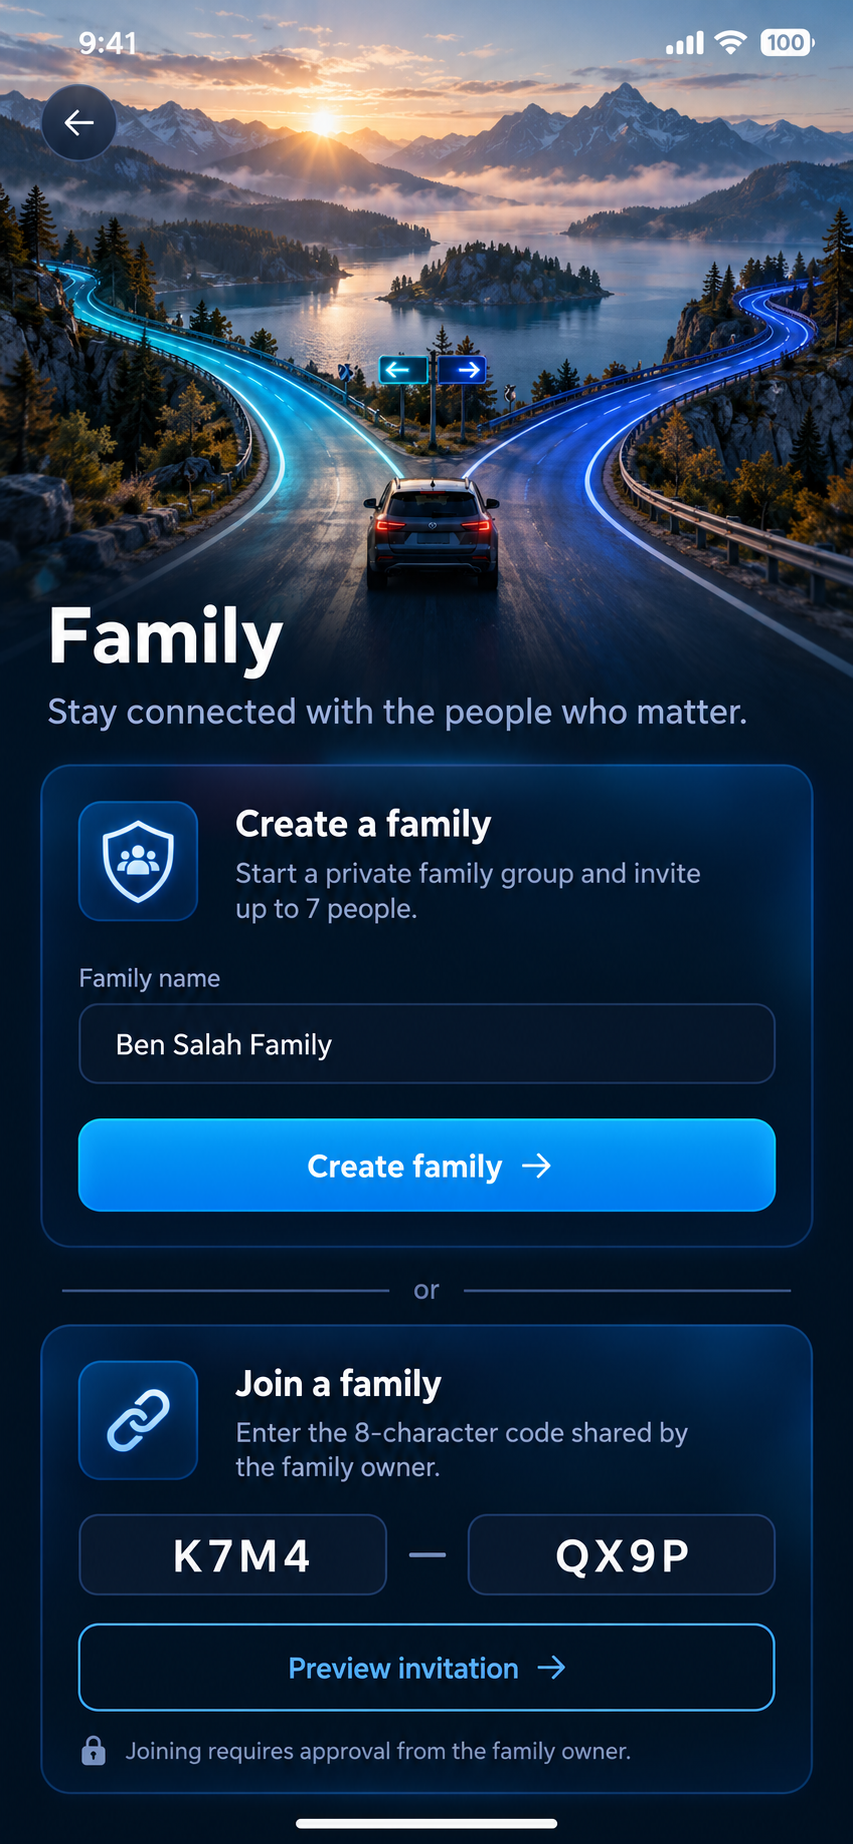 9:41
100
Family
Stay connected with the people who matter.
Create a family
Start a private family group and invite
up to 7 people.
Family name
Ben Salah Family
Create family →
or
Join a family
Enter the 8-character code shared by
the family owner.
K7M4 — QX9P
Preview invitation →
Joining requires approval from the family owner.